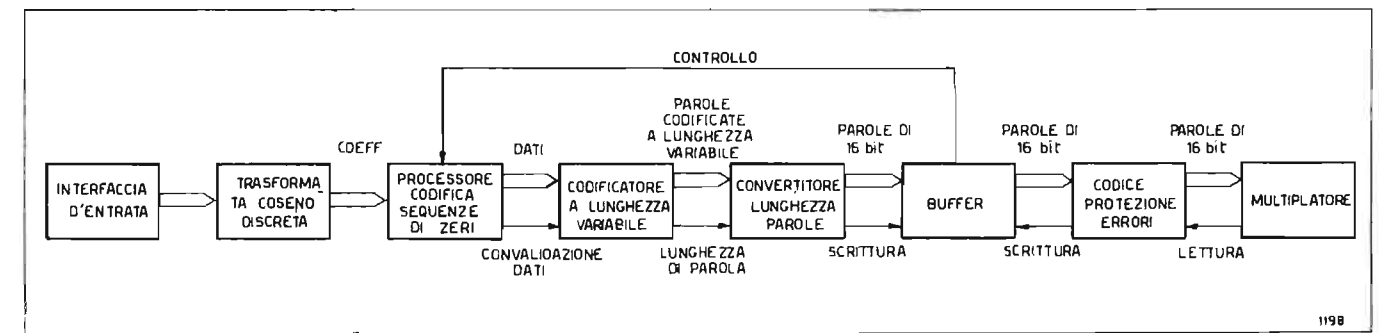 CONTROLLO
PAROLE
CODIFICATE
A LUNGHEZZA
VARIABILE
COEFF
DATI
PAROLE DI
16 bit
PAROLE DI
16 bit
PAROLE DI
16 bit
INTERFACCIA
D'ENTRATA
TRASFORMA_
TA COSENO
DISCRETA
PROCESSORE
CODIFICA
SEQUENZE
DI ZERI
CODIFICATORE
A LUNGHEZZA
VARIABILE
CONVERTITORE
LUNGHEZZA
PAROLE
BUFFER
CODICE
PROTEZIONE
ERRORI
MULTIPLATORE
CONVALIDAZIONE
DATI
LUNGHEZZA
DI PAROLA
SCRITTURA
SCRITTURA
LETTURA
1198